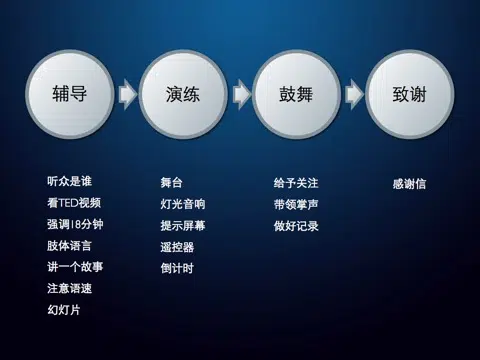 辅导
演练
鼓舞
致谢
听众是谁
看TED视频
强调18分钟
肢体语言
讲一个故事
注意语速
幻灯片
舞台
灯光音响
提示屏幕
遥控器
倒计时
给予关注
带领掌声
做好记录
感谢信